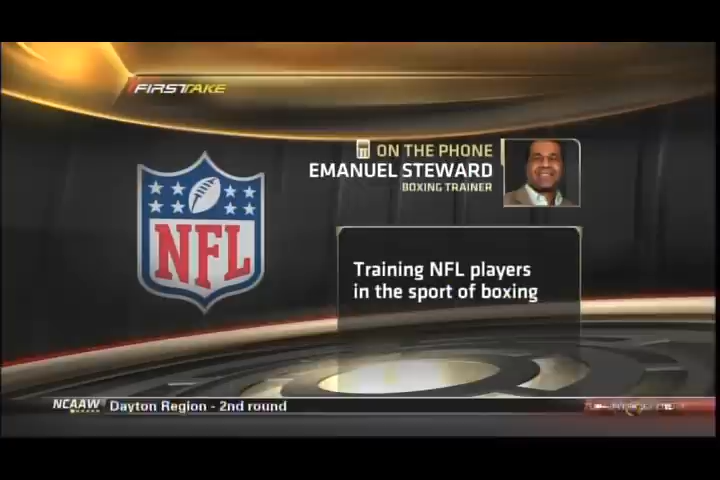 FIRST TAKE
ON THE PHONE
EMANUEL STEWARD
BOXING TRAINER
NFL
Training NFL players
in the sport of boxing
NCAAW Dayton Region - 2nd round